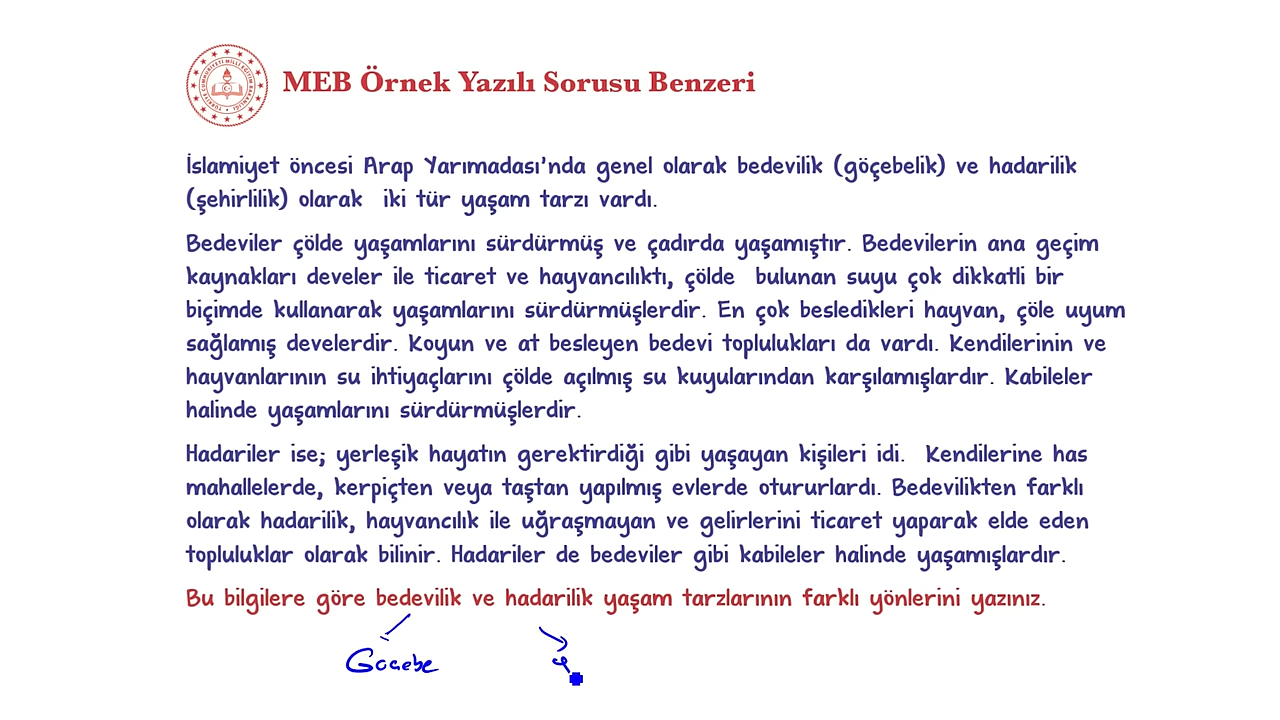 MEB Örnek Yazılı Sorusu Benzeri
İslamiyet öncesi Arap Yarımadası'nda genel olarak bedevilik (göçebelik) ve hadarilik
(şehirlilik) olarak iki tür yaşam tarzı vardı.
Bedeviler çölde yaşamlarını sürdürmüş ve çadırda yaşamıştır. Bedevilerin ana geçim
kaynakları develer ile ticaret ve hayvancılıktı, çölde bulunan suyu çok dikkatli bir
biçimde kullanarak yaşamlarını sürdürmüşlerdir. En çok besledikleri hayvan, çöle uyum
sağlamış develerdir. Koyun ve at besleyen bedevi toplulukları da vardı. Kendilerinin ve
hayvanlarının su ihtiyaçlarını çölde açılmış su kuyularından karşılamışlardır. Kabileler
halinde yaşamlarını sürdürmüşlerdir.
Hadariler ise; yerleşik hayatın gerektirdiği gibi yaşayan kişileri idi. Kendilerine has
mahallelerde, kerpiçten veya taştan yapılmış evlerde otururlardı. Bedevilikten farklı
olarak hadarilik, hayvancılık ile uğraşmayan ve gelirlerini ticaret yaparak elde eden
topluluklar olarak bilinir. Hadariler de bedeviler gibi kabileler halinde yaşamışlardır.
Bu bilgilere göre bedevilik ve hadarilik yaşam tarzlarının farklı yönlerini yazınız.
Göçebe